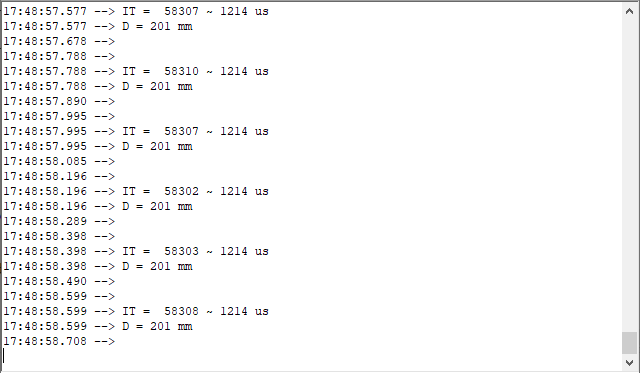 17:48:57.577 --> IT =  58307 ~ 1214 us
17:48:57.577 --> D = 201 mm
17:48:57.678 -->
17:48:57.788 -->
17:48:57.788 --> IT =  58310 ~ 1214 us
17:48:57.788 --> D = 201 mm
17:48:57.890 -->
17:48:57.995 -->
17:48:57.995 --> IT =  58307 ~ 1214 us
17:48:57.995 --> D = 201 mm
17:48:58.085 -->
17:48:58.196 -->
17:48:58.196 --> IT =  58302 ~ 1214 us
17:48:58.196 --> D = 201 mm
17:48:58.289 -->
17:48:58.398 -->
17:48:58.398 --> IT =  58303 ~ 1214 us
17:48:58.398 --> D = 201 mm
17:48:58.490 -->
17:48:58.599 -->
17:48:58.599 --> IT =  58308 ~ 1214 us
17:48:58.599 --> D = 201 mm
17:48:58.708 -->